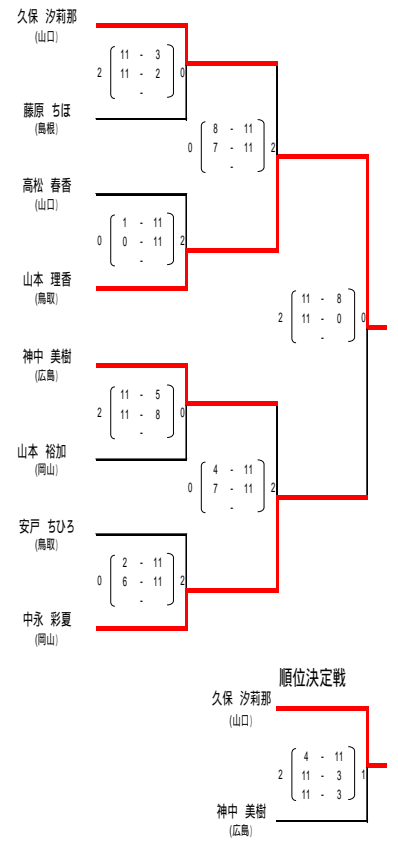 久保 汐莉那
(山口)
2
11 - 3
11 - 2
-
0
藤原 ちほ
(島根)
0
8 - 11
7 - 11
-
2
高松 春香
(山口)
0
1 - 11
0 - 11
-
2
山本 理香
(鳥取)
2
11 - 8
11 - 0
-
0
神中 美樹
(広島)
2
11 - 5
11 - 8
-
0
山本 裕加
(岡山)
0
4 - 11
7 - 11
-
2
安戸 ちひろ
(鳥取)
0
2 - 11
6 - 11
-
2
中永 彩夏
(岡山)
順位決定戦
久保 汐莉那
(山口)
2
4 - 11
11 - 3
11 - 3
1
神中 美樹
(広島)